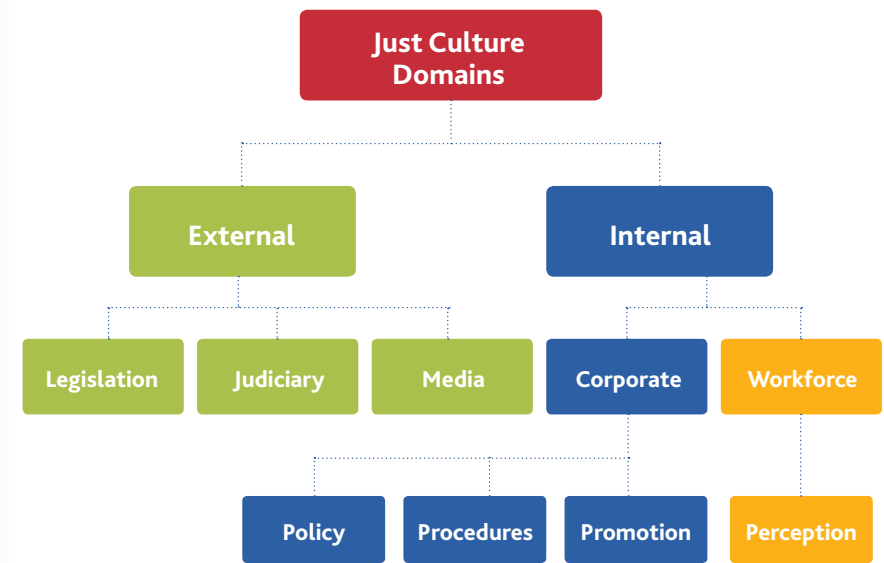 Just Culture
Domains
External
Internal
Legislation
Judiciary
Media
Corporate
Workforce
Policy
Procedures
Promotion
Perception